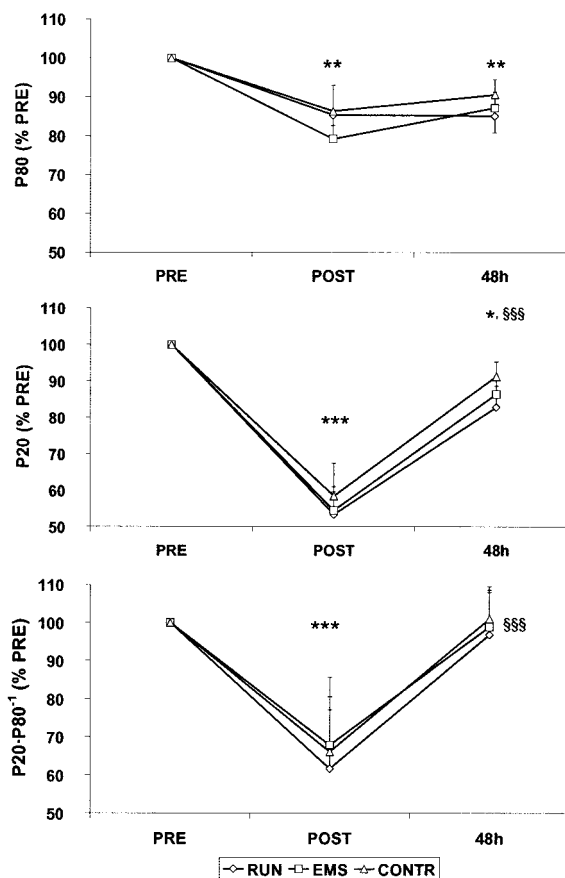 110
100
90
80
70
60
50
P80 (% PRE)
** **
PRE POST 48h
110
100
90
80
70
60
50
P20 (% PRE)
*** *, §§§
PRE POST 48h
110
100
90
80
70
60
50
P20·P80⁻¹ (% PRE)
*** §§§
PRE POST 48h
RUN EMS CONTR